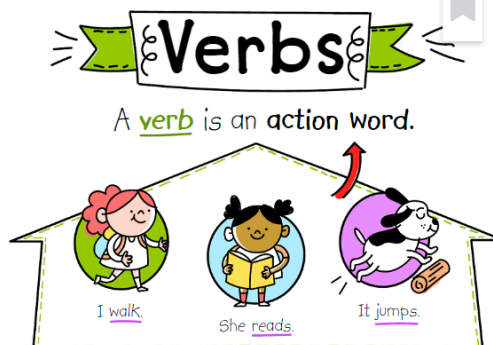 Verbs
A verb is an action word.
I walk.
She reads.
It jumps.